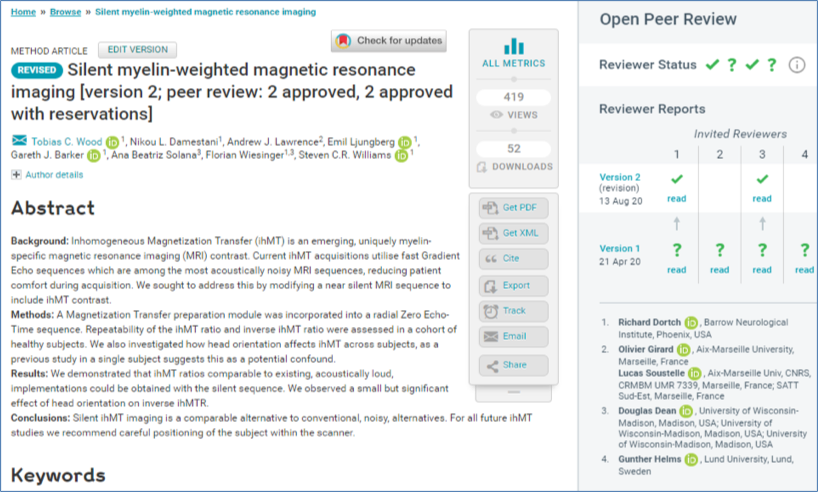 Home » Browse » Silent myelin-weighted magnetic resonance imaging
Check for updates
METHOD ARTICLE EDIT VERSION
REVISED Silent myelin-weighted magnetic resonance
imaging [version 2; peer review: 2 approved, 2 approved
with reservations]
Tobias C. Wood iD 1, Nikou L. Damestani1, Andrew J. Lawrence2, Emil Ljungberg iD 1,
Gareth J. Barker iD 1, Ana Beatriz Solana3, Florian Wiesinger1,3, Steven C.R. Williams iD 1
Author details
Abstract
Background: Inhomogeneous Magnetization Transfer (ihMT) is an emerging, uniquely myelin-
specific magnetic resonance imaging (MRI) contrast. Current ihMT acquisitions utilise fast Gradient
Echo sequences which are among the most acoustically noisy MRI sequences, reducing patient
comfort during acquisition. We sought to address this by modifying a near silent MRI sequence to
include ihMT contrast.
Methods: A Magnetization Transfer preparation module was incorporated into a radial Zero Echo-
Time sequence. Repeatability of the ihMT ratio and inverse ihMT ratio were assessed in a cohort of
healthy subjects. We also investigated how head orientation affects ihMT across subjects, as a
previous study in a single subject suggests this as a potential confound.
Results: We demonstrated that ihMT ratios comparable to existing, acoustically loud,
implementations could be obtained with the silent sequence. We observed a small but significant
effect of head orientation on inverse ihMTR.
Conclusions: Silent ihMT imaging is a comparable alternative to conventional, noisy, alternatives. For all future ihMT
studies we recommend careful positioning of the subject within the scanner.
Keywords
ALL METRICS
419
VIEWS
52
DOWNLOADS
Get PDF
Get XML
Cite
Export
Track
Email
Share
Open Peer Review
Reviewer Status ✓ ? ✓ ?
Reviewer Reports
Invited Reviewers
1 2 3 4
Version 2
(revision)
13 Aug 20
✓ ✓
read read
Version 1
21 Apr 20
? ? ? ?
read read read read
1. Richard Dortch iD, Barrow Neurological
Institute, Phoenix, USA
2. Olivier Girard iD, Aix-Marseille University,
Marseille, France
Lucas Soustelle iD, Aix-Marseille Univ, CNRS,
CRMBM UMR 7339, Marseille, France; SATT
Sud-Est, Marseille, France
3. Douglas Dean iD, University of Wisconsin-
Madison, Madison, USA; University of
Wisconsin-Madison, Madison, USA; University
of Wisconsin-Madison, Madison, USA
4. Gunther Helms iD, Lund University, Lund,
Sweden